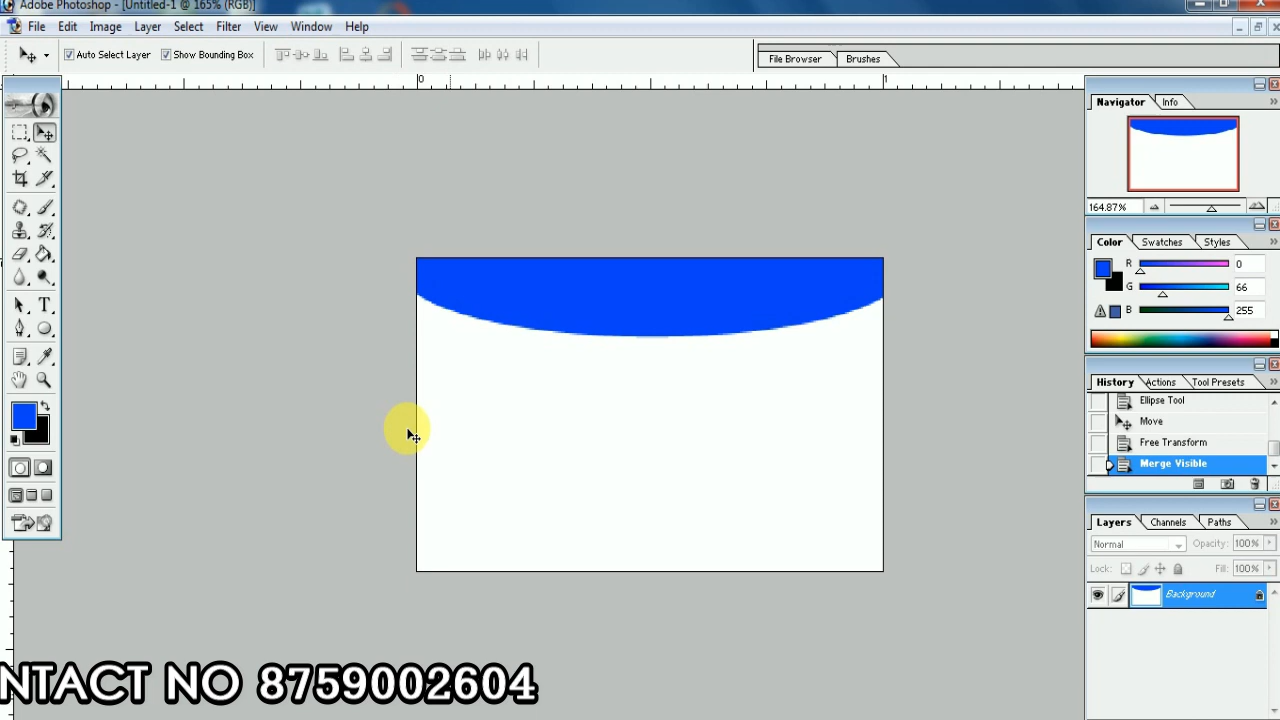 Adobe Photoshop - [Untitled-1 @ 165% (RGB)]
File Edit Image Layer Select Filter View Window Help
Auto Select Layer Show Bounding Box
File Browser Brushes
0 1
Navigator Info
164.87%
Color Swatches Styles
R 0
G 66
B 255
History Actions Tool Presets
Ellipse Tool
Move
Free Transform
Merge Visible
Layers Channels Paths
Normal Opacity: 100%
Lock: Fill: 100%
Background
NTACT NO 8759002604